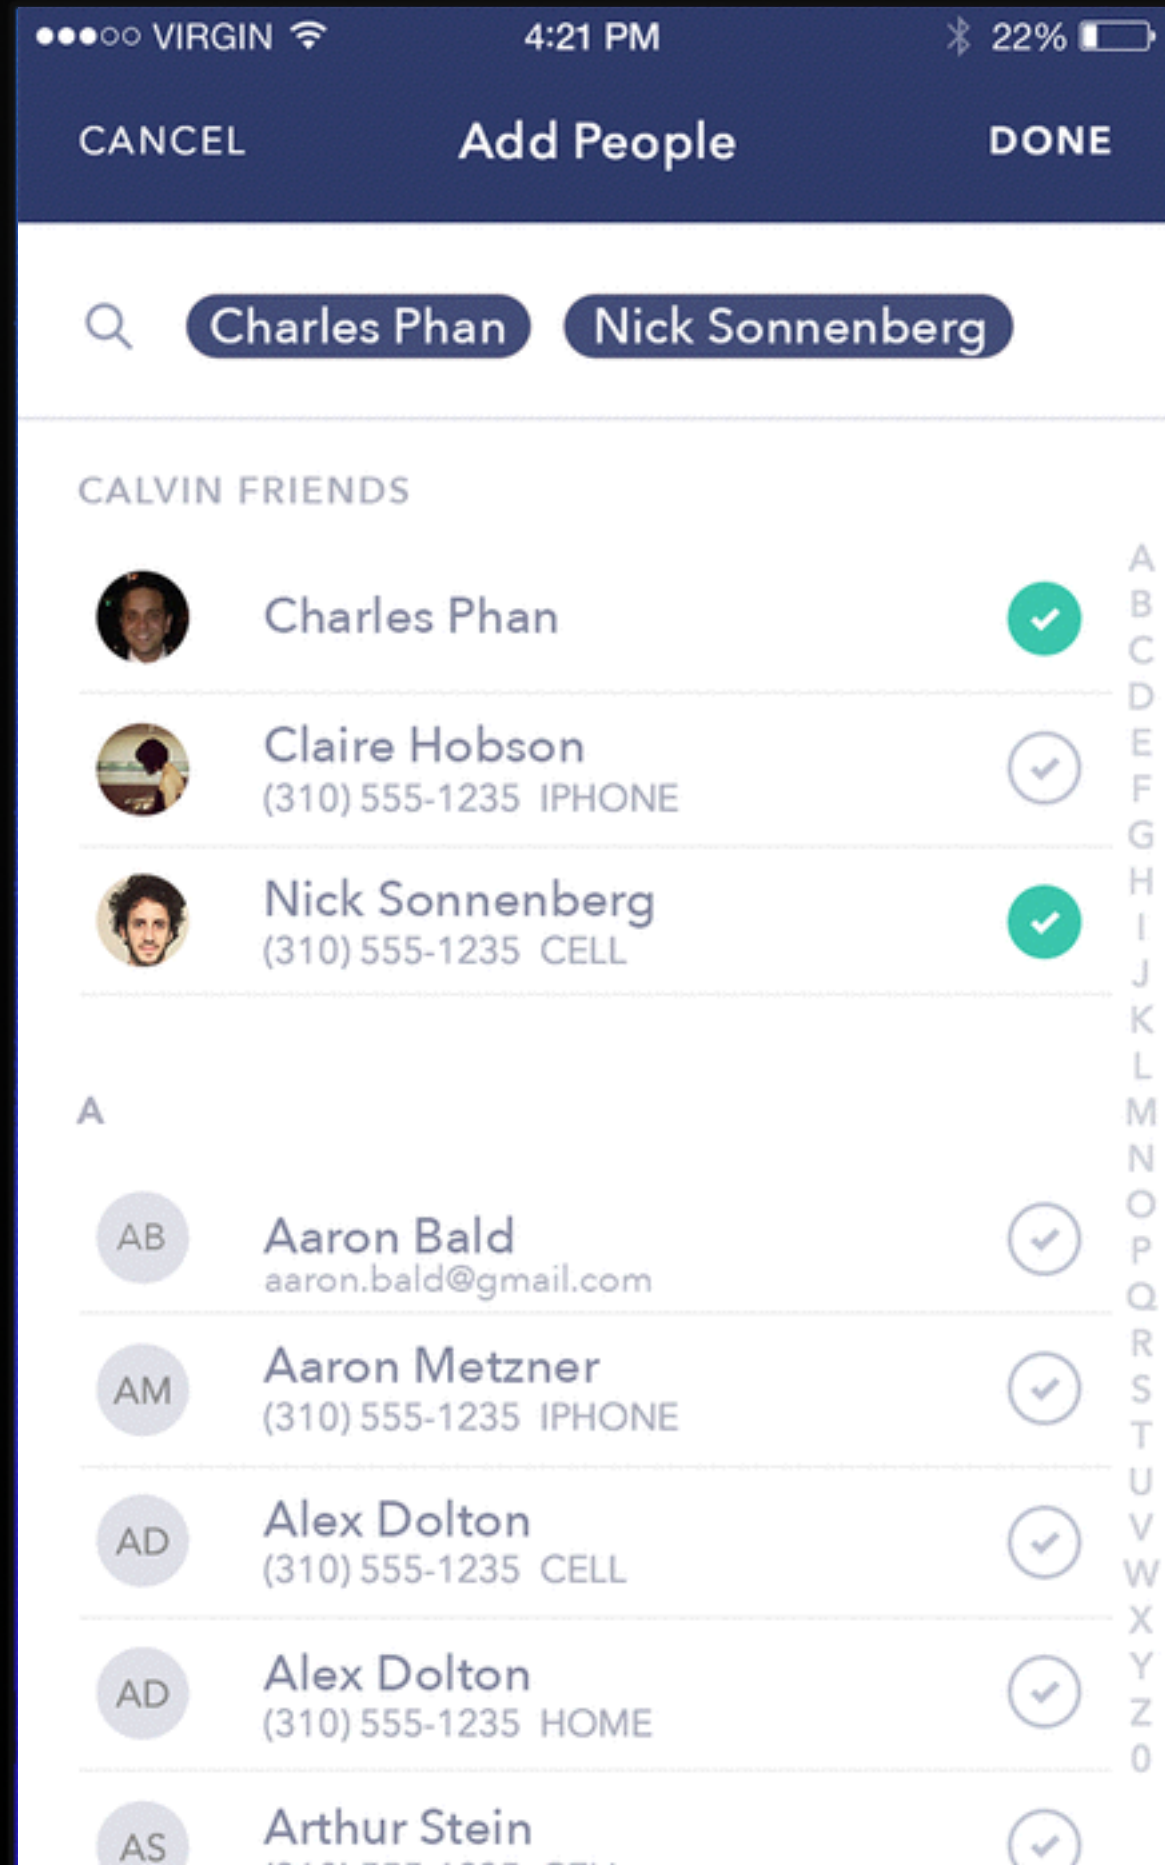 VIRGIN 4:21 PM 22%
CANCEL Add People DONE
Charles Phan Nick Sonnenberg
CALVIN FRIENDS
Charles Phan
Claire Hobson
(310) 555-1235 IPHONE
Nick Sonnenberg
(310) 555-1235 CELL
A
AB Aaron Bald
aaron.bald@gmail.com
AM Aaron Metzner
(310) 555-1235 IPHONE
AD Alex Dolton
(310) 555-1235 CELL
AD Alex Dolton
(310) 555-1235 HOME
AS Arthur Stein
A
B
C
D
E
F
G
H
I
J
K
L
M
N
O
P
Q
R
S
T
U
V
W
X
Y
Z
0